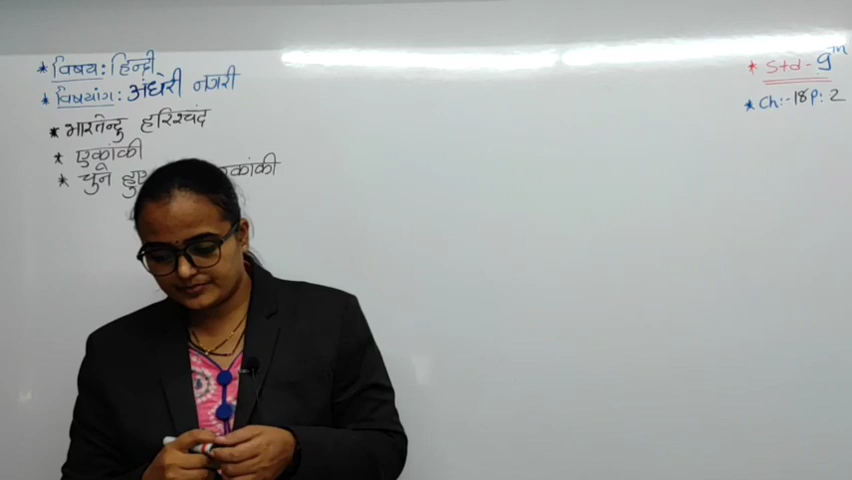 * विषय: हिन्दी
* विषयांग: अंधेरी नगरी
* भारतेन्दु हरिश्चंद
* एकांकी
* चुने हुए एकांकी
* Std - 9th
* Ch:- 18 P: 2